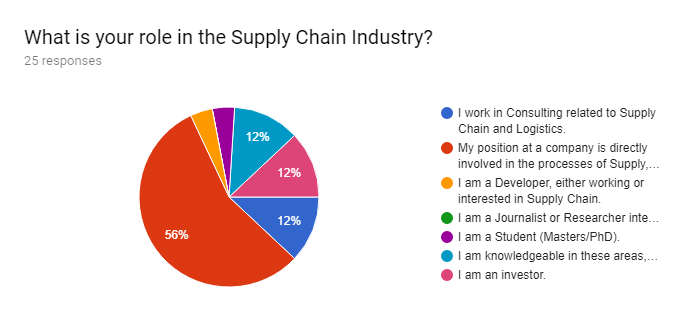 What is your role in the Supply Chain Industry?
25 responses
12%
12%
12%
56%
I work in Consulting related to Supply
Chain and Logistics.
My position at a company is directly
involved in the processes of Supply,...
I am a Developer, either working or
interested in Supply Chain.
I am a Journalist or Researcher inte...
I am a Student (Masters/PhD).
I am knowledgeable in these areas,...
I am an investor.